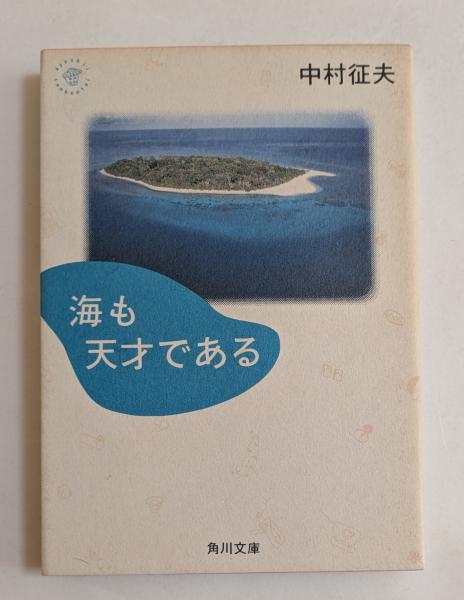 中村征夫
海も
天才である
角川文庫